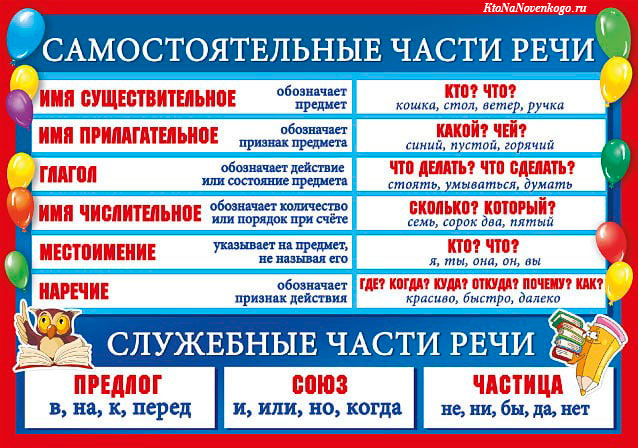 KtoNaNovenkogo.ru
САМОСТОЯТЕЛЬНЫЕ ЧАСТИ РЕЧИ
ИМЯ СУЩЕСТВИТЕЛЬНОЕ
обозначает
предмет
КТО? ЧТО?
кошка, стол, ветер, ручка
ИМЯ ПРИЛАГАТЕЛЬНОЕ
обозначает
признак предмета
КАКОЙ? ЧЕЙ?
синий, пустой, горячий
ГЛАГОЛ
обозначает действие
или состояние предмета
ЧТО ДЕЛАТЬ? ЧТО СДЕЛАТЬ?
стоять, умываться, думать
ИМЯ ЧИСЛИТЕЛЬНОЕ
обозначает количество
или порядок при счёте
СКОЛЬКО? КОТОРЫЙ?
семь, сорок два, пятый
МЕСТОИМЕНИЕ
указывает на предмет,
не называя его
КТО? ЧТО?
я, ты, она, он, вы
НАРЕЧИЕ
обозначает
признак действия
ГДЕ? КОГДА? КУДА? ОТКУДА? ПОЧЕМУ? КАК?
красиво, быстро, далеко
СЛУЖЕБНЫЕ ЧАСТИ РЕЧИ
ПРЕДЛОГ
в, на, к, перед
СОЮЗ
и, или, но, когда
ЧАСТИЦА
не, ни, бы, да, нет